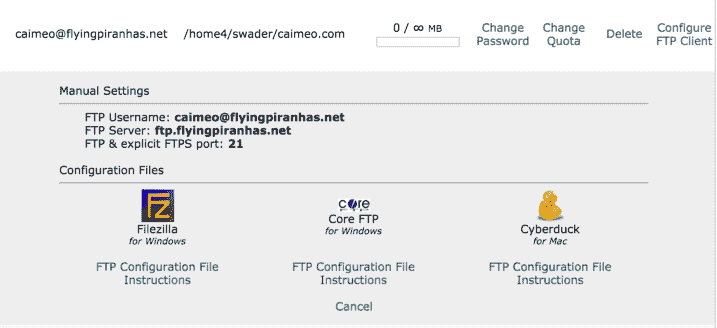 caimeo@flyingpiranhas.net /home4/swader/caimeo.com 0 / ∞ MB Change Password Change Quota Delete Configure FTP Client
Manual Settings
FTP Username: caimeo@flyingpiranhas.net
FTP Server: ftp.flyingpiranhas.net
FTP & explicit FTPS port: 21
Configuration Files
FZ core
Filezilla Core FTP Cyberduck
for Windows for Windows for Mac
FTP Configuration File FTP Configuration File FTP Configuration File
Instructions Instructions Instructions
Cancel